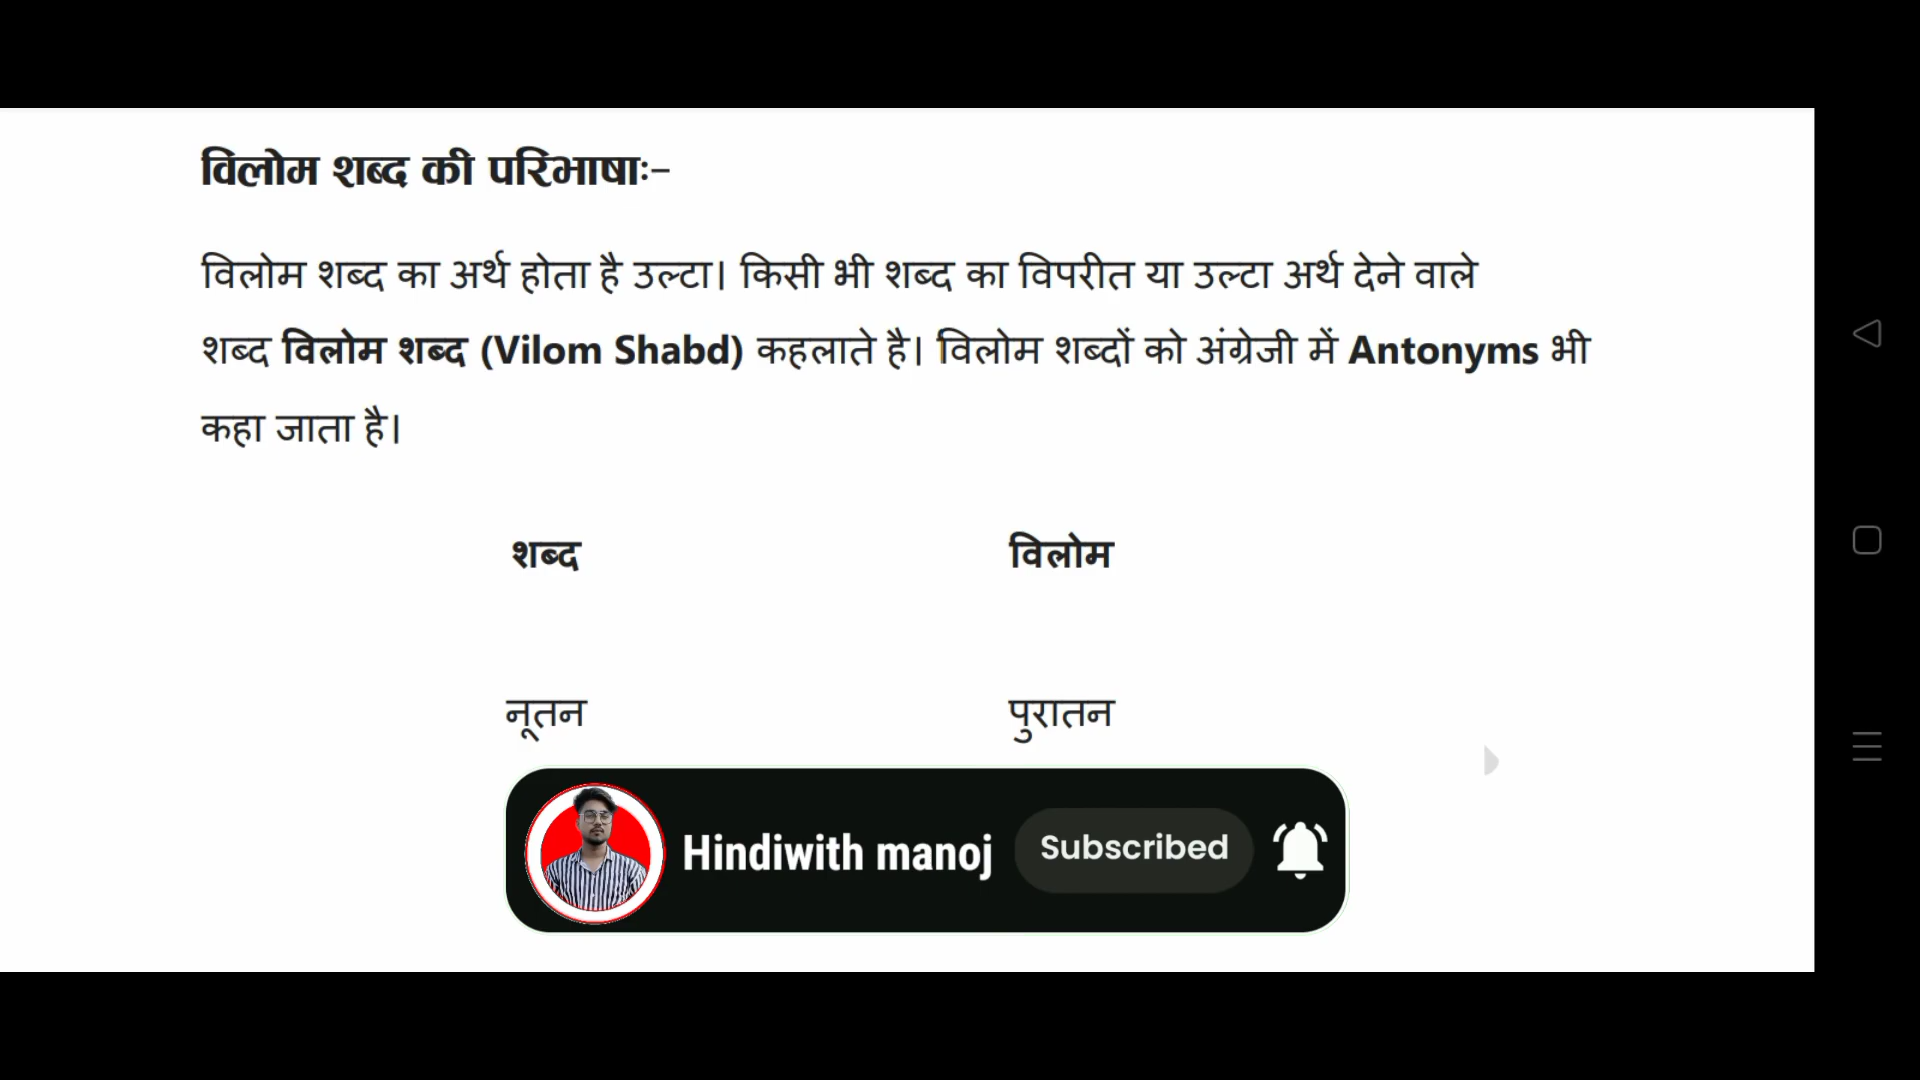 विलोम शब्द की परिभाषाः-
विलोम शब्द का अर्थ होता है उल्टा। किसी भी शब्द का विपरीत या उल्टा अर्थ देने वाले
शब्द विलोम शब्द (Vilom Shabd) कहलाते है। विलोम शब्दों को अंग्रेजी में Antonyms भी
कहा जाता है।
शब्द विलोम
नूतन पुरातन
Hindiwith manoj Subscribed